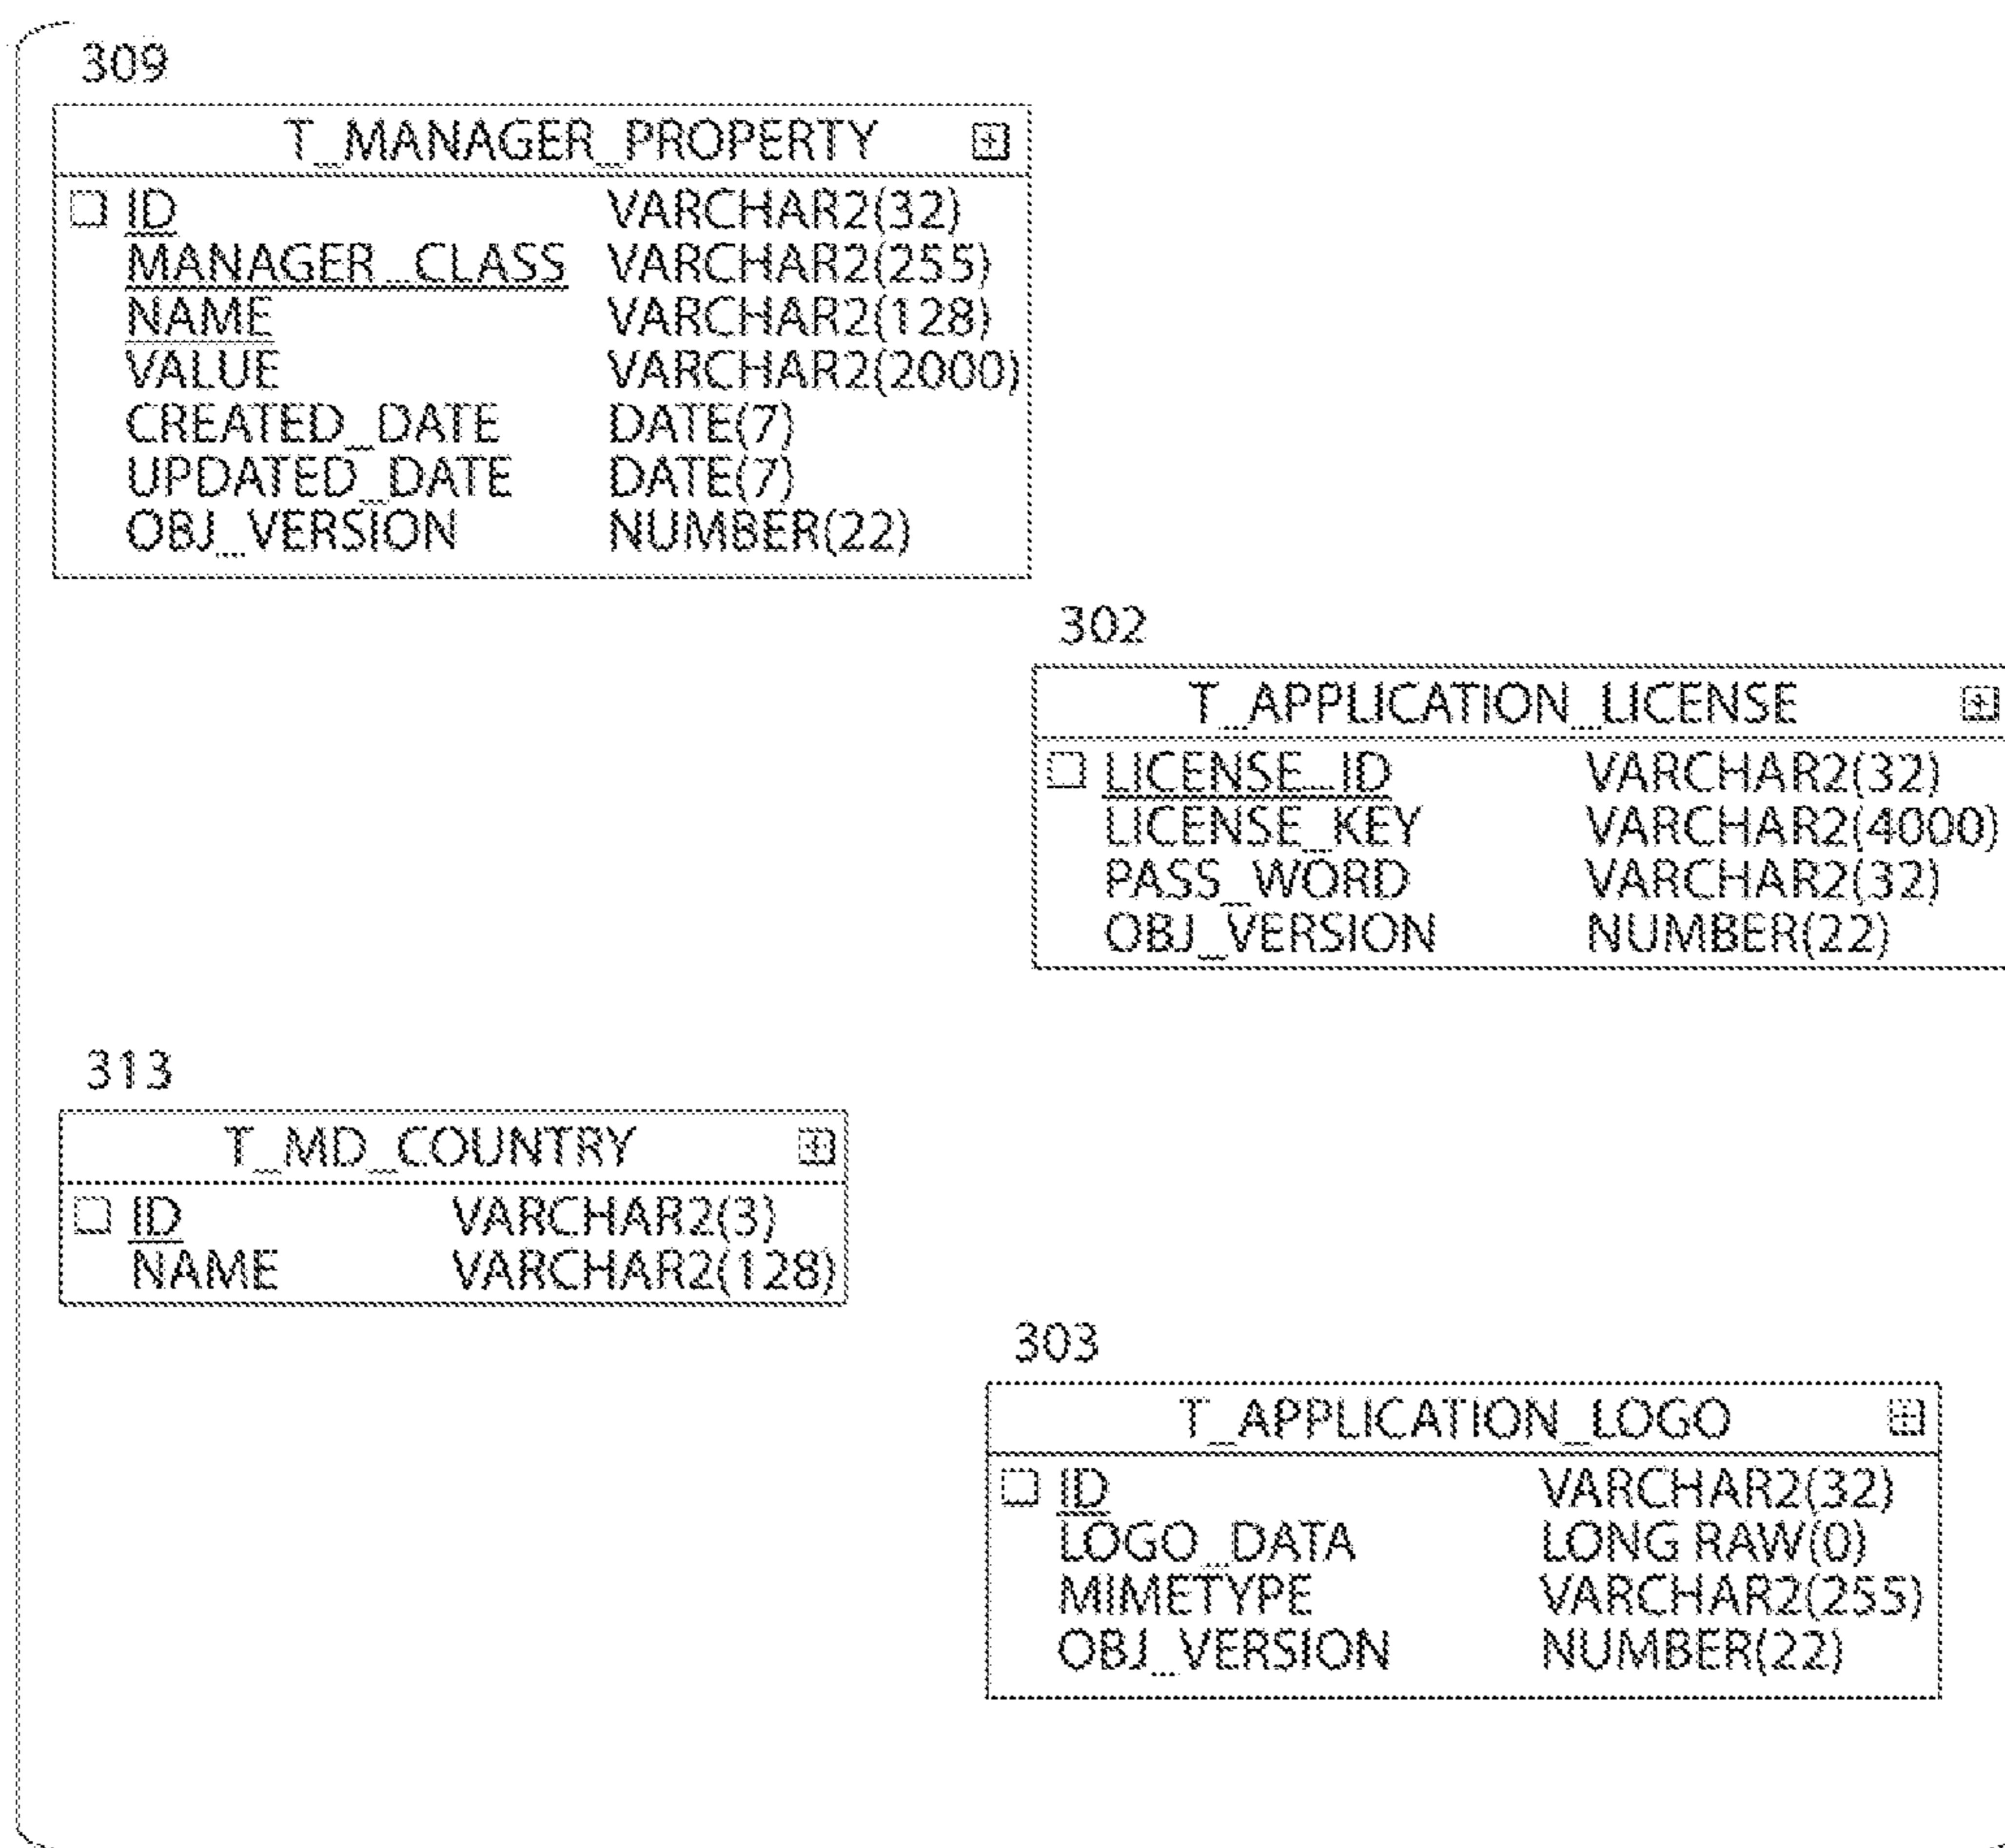 309
T_MANAGER_PROPERTY
ID VARCHAR2(32)
MANAGER_CLASS VARCHAR2(255)
NAME VARCHAR2(128)
VALUE VARCHAR2(2000)
CREATED_DATE DATE(7)
UPDATED_DATE DATE(7)
OBJ_VERSION NUMBER(22)
302
T_APPLICATION_LICENSE
LICENSE_ID VARCHAR2(32)
LICENSE_KEY VARCHAR2(4000)
PASS_WORD VARCHAR2(32)
OBJ_VERSION NUMBER(22)
313
T_MD_COUNTRY
ID VARCHAR2(3)
NAME VARCHAR2(128)
303
T_APPLICATION_LOGO
ID VARCHAR2(32)
LOGO_DATA LONG RAW(0)
MIMETYPE VARCHAR2(255)
OBJ_VERSION NUMBER(22)